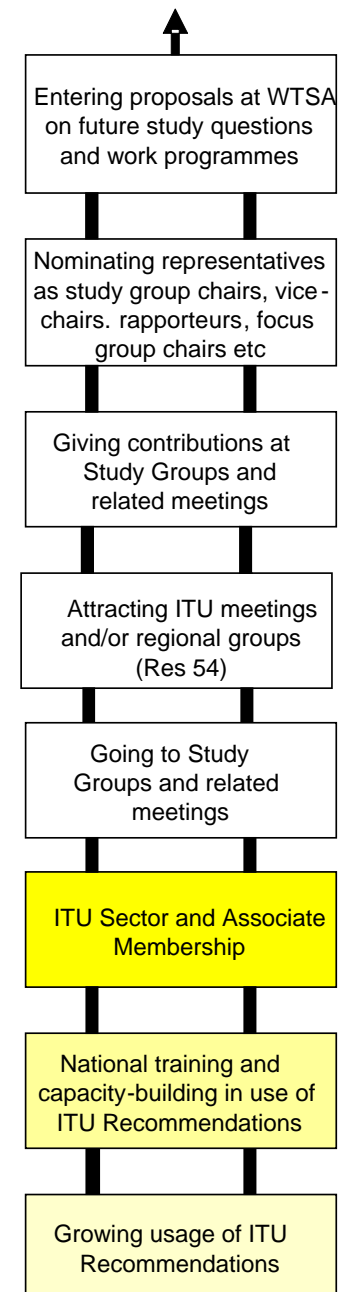 Entering proposals at WTSA
on future study questions
and work programmes
Nominating representatives
as study group chairs, vice-
chairs. rapporteurs, focus
group chairs etc
Giving contributions at
Study Groups and
related meetings
Attracting ITU meetings
and/or regional groups
(Res 54)
Going to Study
Groups and related
meetings
ITU Sector and Associate
Membership
National training and
capacity-building in use of
ITU Recommendations
Growing usage of ITU
Recommendations